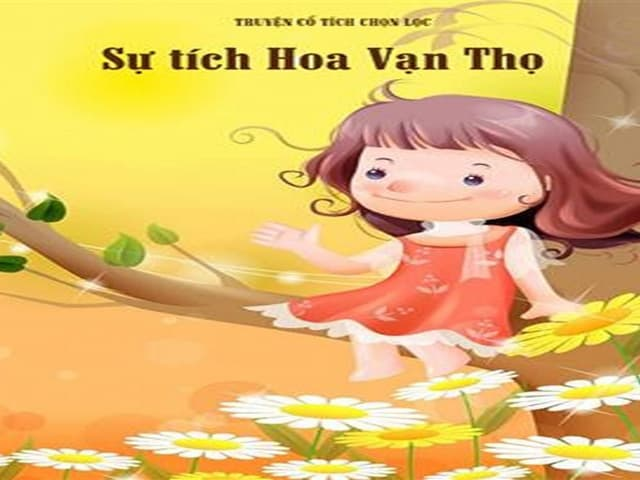 TRUYỆN CỔ TÍCH CHỌN LỌC
Sự tích Hoa Vạn Thọ